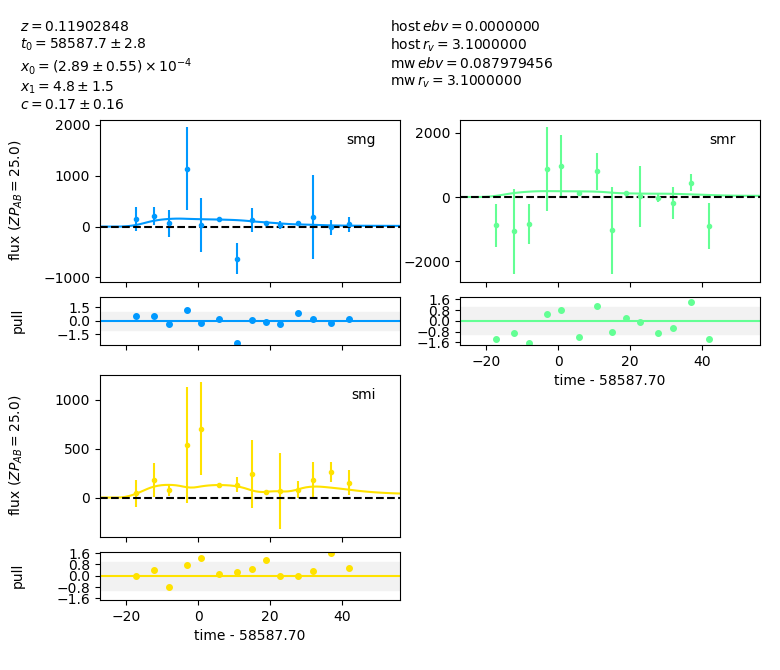 z = 0.11902848
t₀ = 58587.7 ± 2.8
x₀ = (2.89 ± 0.55) × 10⁻⁴
x₁ = 4.8 ± 1.5
c = 0.17 ± 0.16
host ebv = 0.0000000
host r_v = 3.1000000
mw ebv = 0.087979456
mw r_v = 3.1000000
smg
2000
1000
0
−1000
flux (ZP_AB = 25.0)
smr
2000
0
−2000
pull
1.5
0.0
−1.5
1.6
0.8
0.0
−0.8
−1.6
−20 0 20 40
time - 58587.70
smi
1000
500
0
flux (ZP_AB = 25.0)
pull
1.6
0.8
0.0
−0.8
−1.6
−20 0 20 40
time - 58587.70